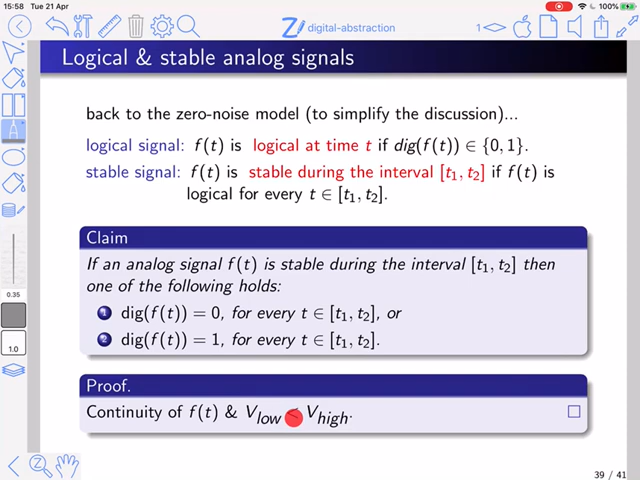 15:58 Tue 21 Apr 100%
digital-abstraction 1
Logical & stable analog signals
back to the zero-noise model (to simplify the discussion)...
logical signal: f(t) is logical at time t if dig(f(t)) ∈ {0, 1}.
stable signal: f(t) is stable during the interval [t₁, t₂] if f(t) is
logical for every t ∈ [t₁, t₂].
Claim
If an analog signal f(t) is stable during the interval [t₁, t₂] then
one of the following holds:
1 dig(f(t)) = 0, for every t ∈ [t₁, t₂], or
2 dig(f(t)) = 1, for every t ∈ [t₁, t₂].
Proof.
Continuity of f(t) & V_low < V_high. □
0.35
1.0
39 / 41